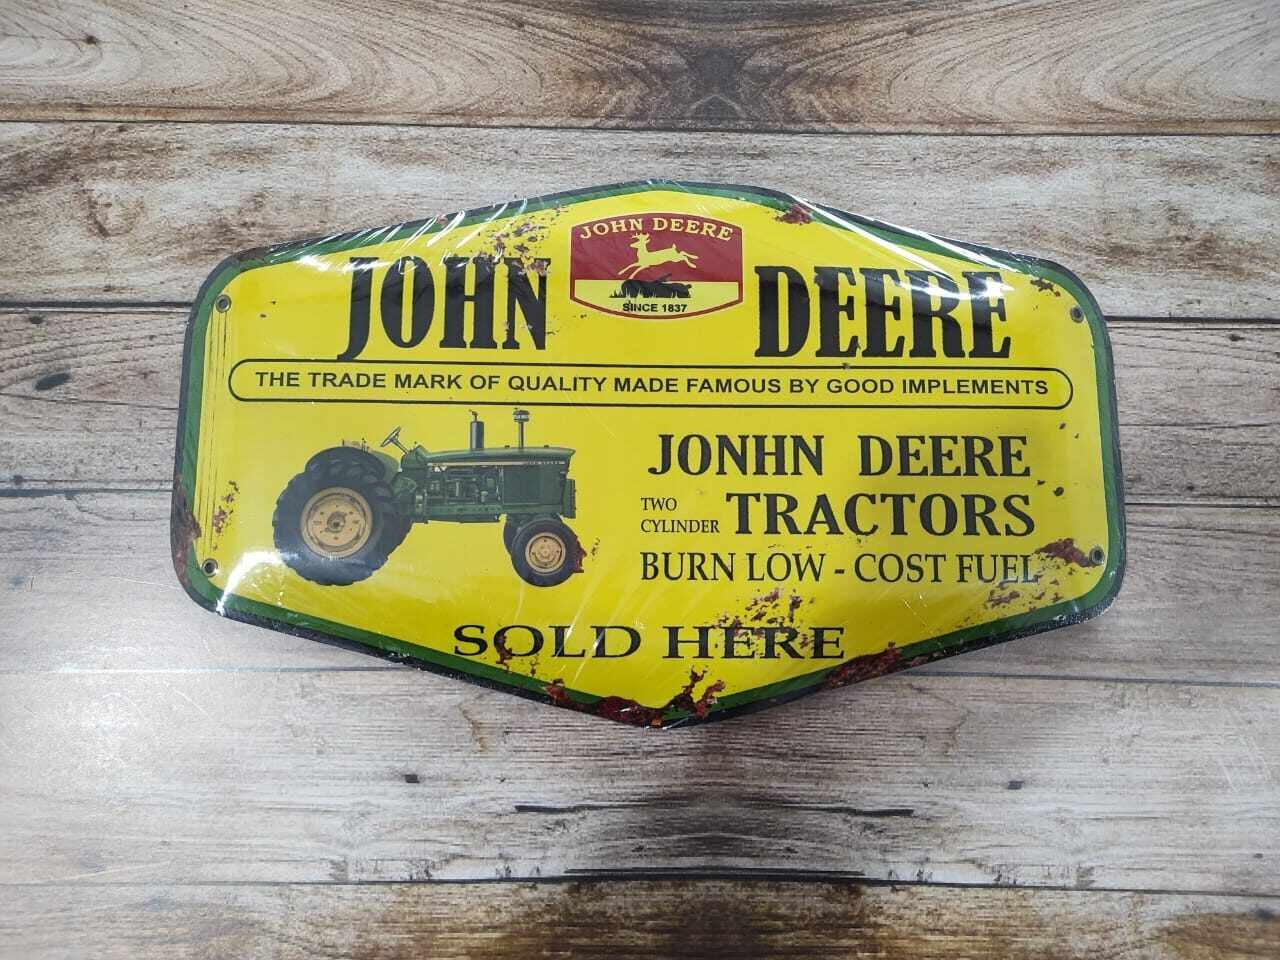 JOHN DEERE
SINCE 1837
JOHN DEERE
THE TRADE MARK OF QUALITY MADE FAMOUS BY GOOD IMPLEMENTS
JONHN DEERE
TWO CYLINDER TRACTORS
BURN LOW - COST FUEL
SOLD HERE